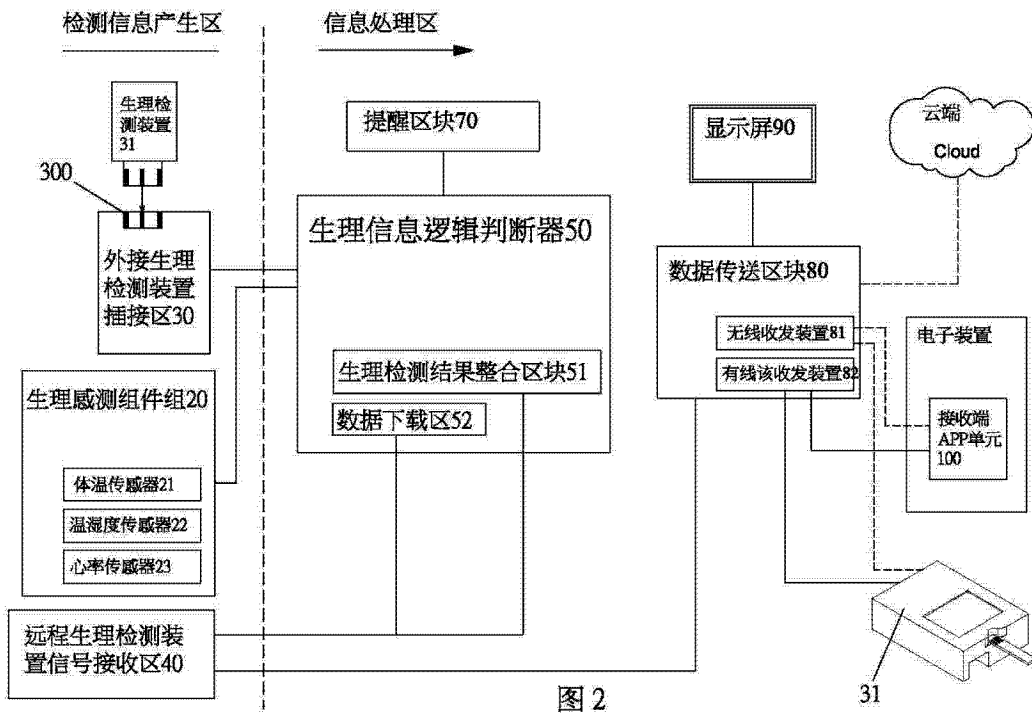 检测信息产生区
信息处理区
生理检
测装置
31
300
外接生理
检测装置
插接区30
生理感测组件组20
体温传感器21
温湿度传感器22
心率传感器23
远程生理检测装
置信号接收区40
提醒区块70
生理信息逻辑判断器50
生理检测结果整合区块51
数据下载区52
显示屏90
云端
Cloud
数据传送区块80
无线收发装置81
有线该收发装置82
电子装置
接收端
APP单元
100
31
图2